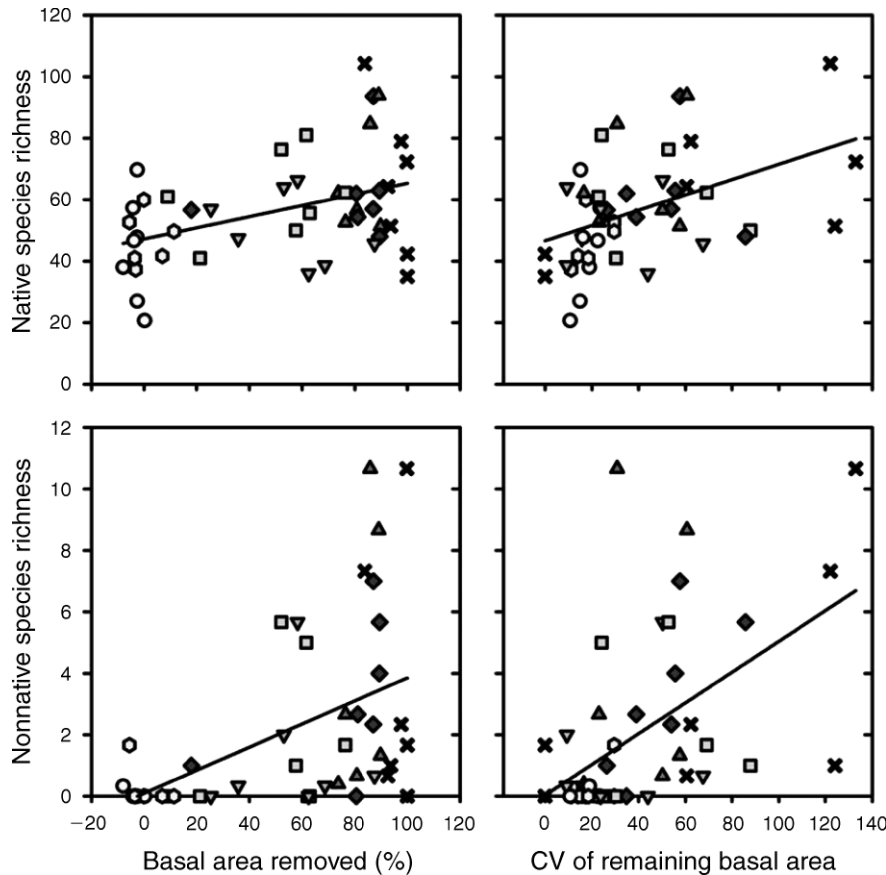 120
100
80
60
40
20
0
Native species richness
12
10
8
6
4
2
0
Nonnative species richness
−20 0 20 40 60 80 100 120
0 20 40 60 80 100 120 140
Basal area removed (%)
CV of remaining basal area